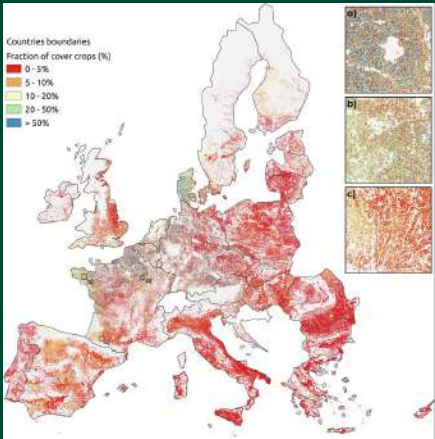 Countries boundaries
Fraction of cover crops (%)
0 - 5%
5 - 10%
10 - 20%
20 - 50%
> 50%
a)
b)
c)